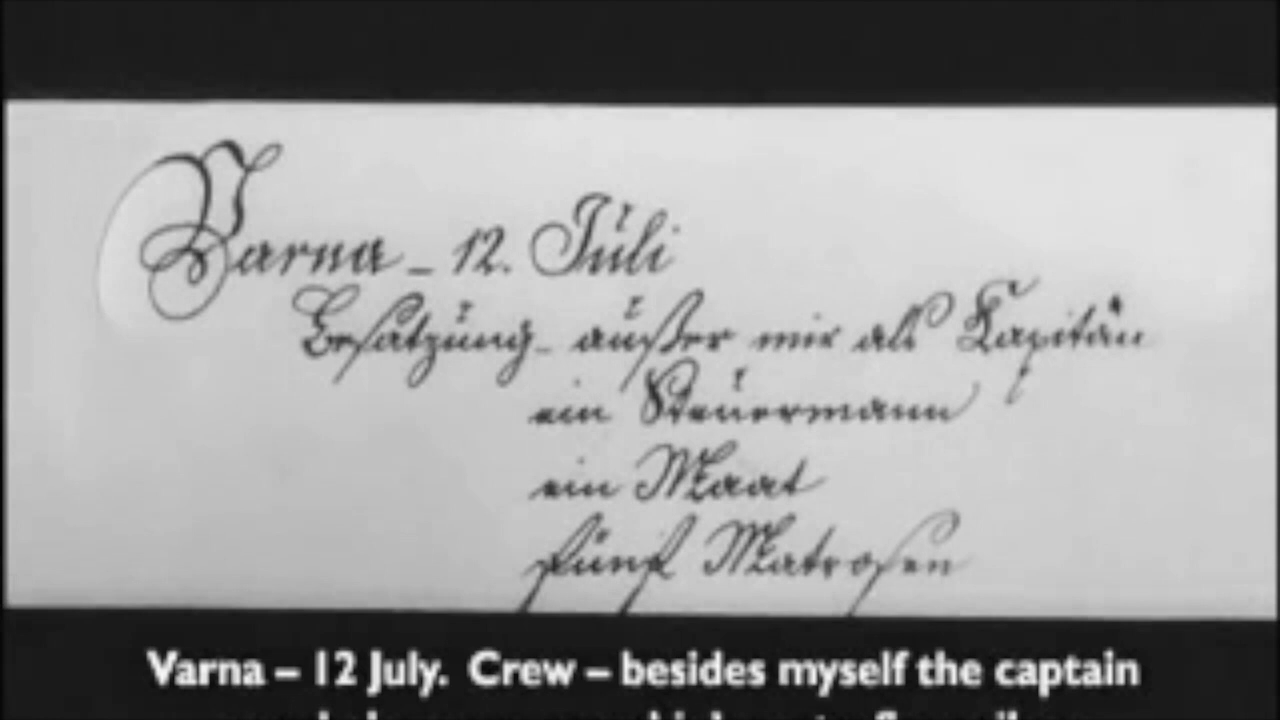 Varna – 12. Juli
Besatzung – außer mir als Kapitän
ein Steuermann
ein Maat
fünf Matrosen
Varna – 12 July. Crew – besides myself the captain